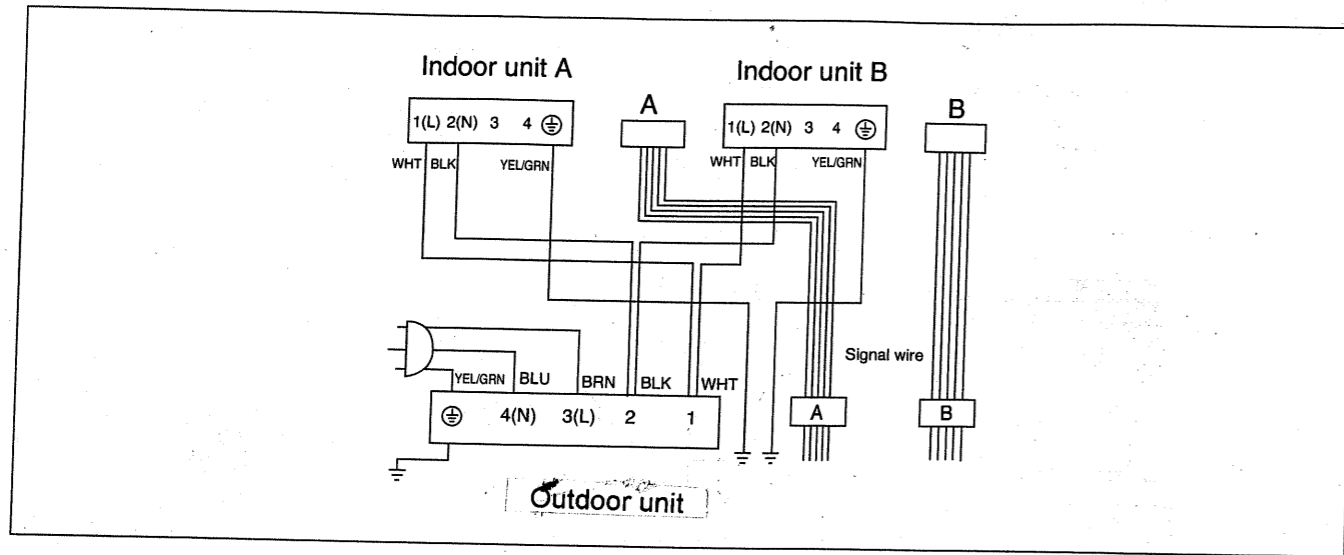 Indoor unit A
Indoor unit B
A
B
1(L) 2(N) 3 4
1(L) 2(N) 3 4
WHT BLK YEL/GRN
WHT BLK YEL/GRN
Signal wire
YEL/GRN BLU BRN BLK WHT
4(N) 3(L) 2 1
A
B
Outdoor unit